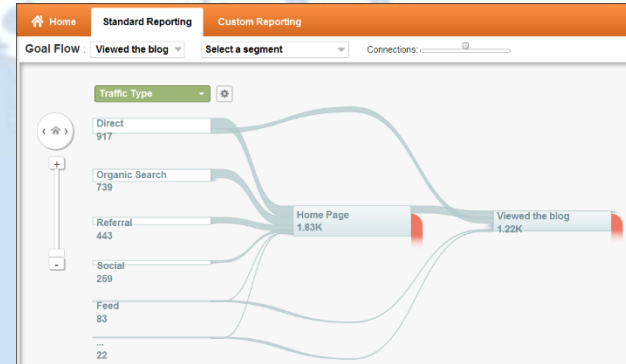 Home Standard Reporting Custom Reporting
Goal Flow : Viewed the blog Select a segment Connections:
Traffic Type
Direct
917
Organic Search
739
Referral
443
Home Page
1.83K
Viewed the blog
1.22K
Social
259
Feed
83
...
22